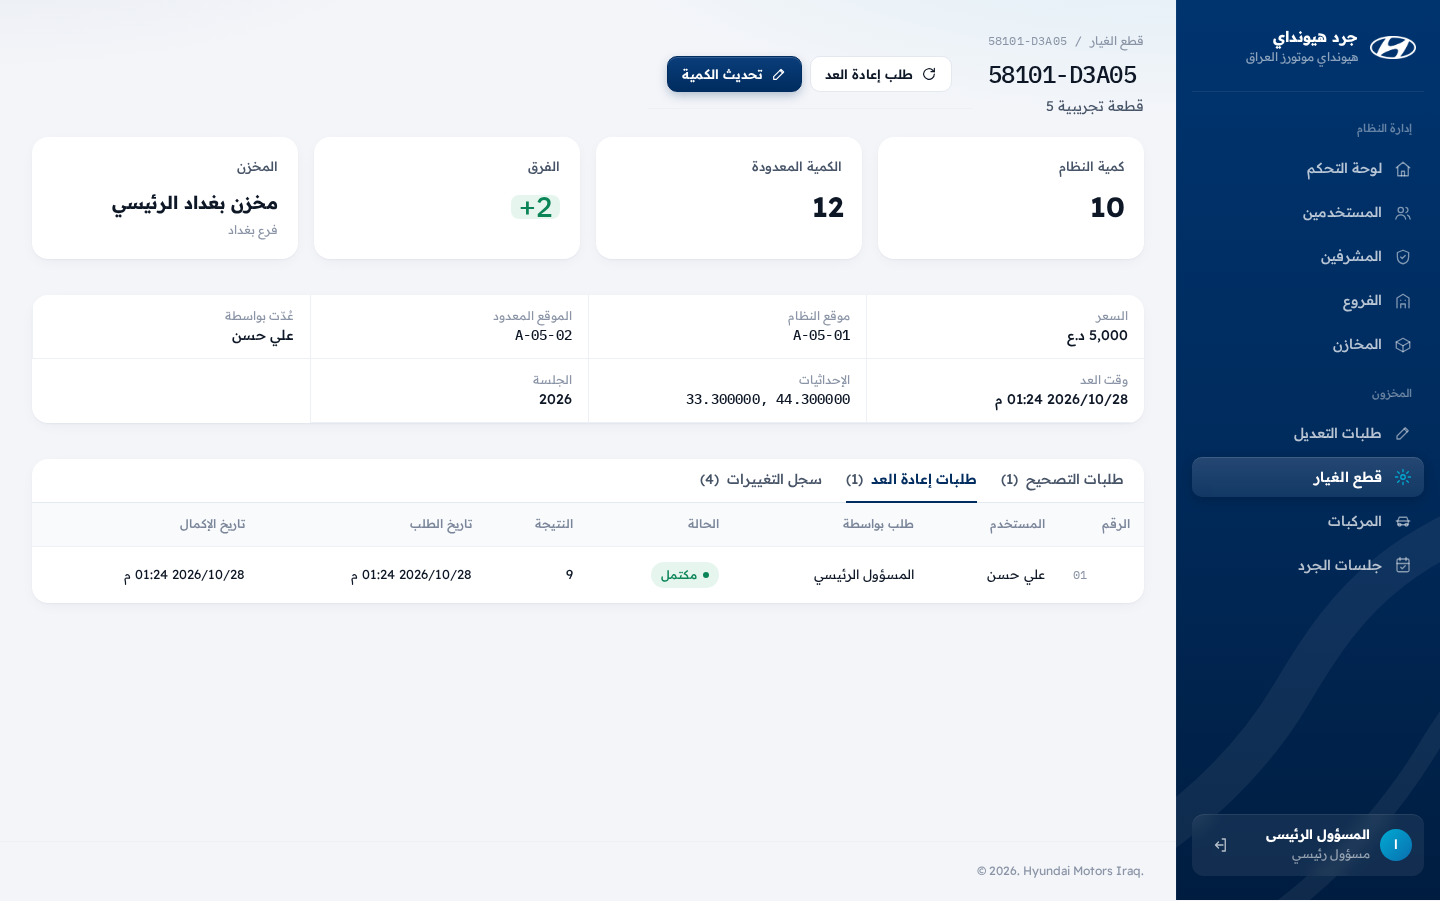 جرد هيونداي
هيونداي موتورز العراق
إدارة النظام
لوحة التحكم
المستخدمين
المشرفين
الفروع
المخازن
المخزون
طلبات التعديل
قطع الغيار
المركبات
جلسات الجرد
ا
المسؤول الرئيسي
مسؤول رئيسي
قطع الغيار / 58101-D3A05
58101-D3A05
قطعة تجريبية 5
طلب إعادة العد
تحديث الكمية
كمية النظام
10
الكمية المعدودة
12
الفرق
+2
المخزن
مخزن بغداد الرئيسي
فرع بغداد
السعر
5,000 د.ع
موقع النظام
A-05-01
الموقع المعدود
A-05-02
عُدّت بواسطة
علي حسن
وقت العد
2026/10/28 01:24 م
الإحداثيات
33.300000, 44.300000
الجلسة
2026
طلبات التصحيح (1) طلبات إعادة العد (1) سجل التغييرات (4)
الرقم المستخدم طلب بواسطة الحالة النتيجة تاريخ الطلب تاريخ الإكمال
01 علي حسن المسؤول الرئيسي مكتمل 9 2026/10/28 01:24 م 2026/10/28 01:24 م
© 2026. Hyundai Motors Iraq.